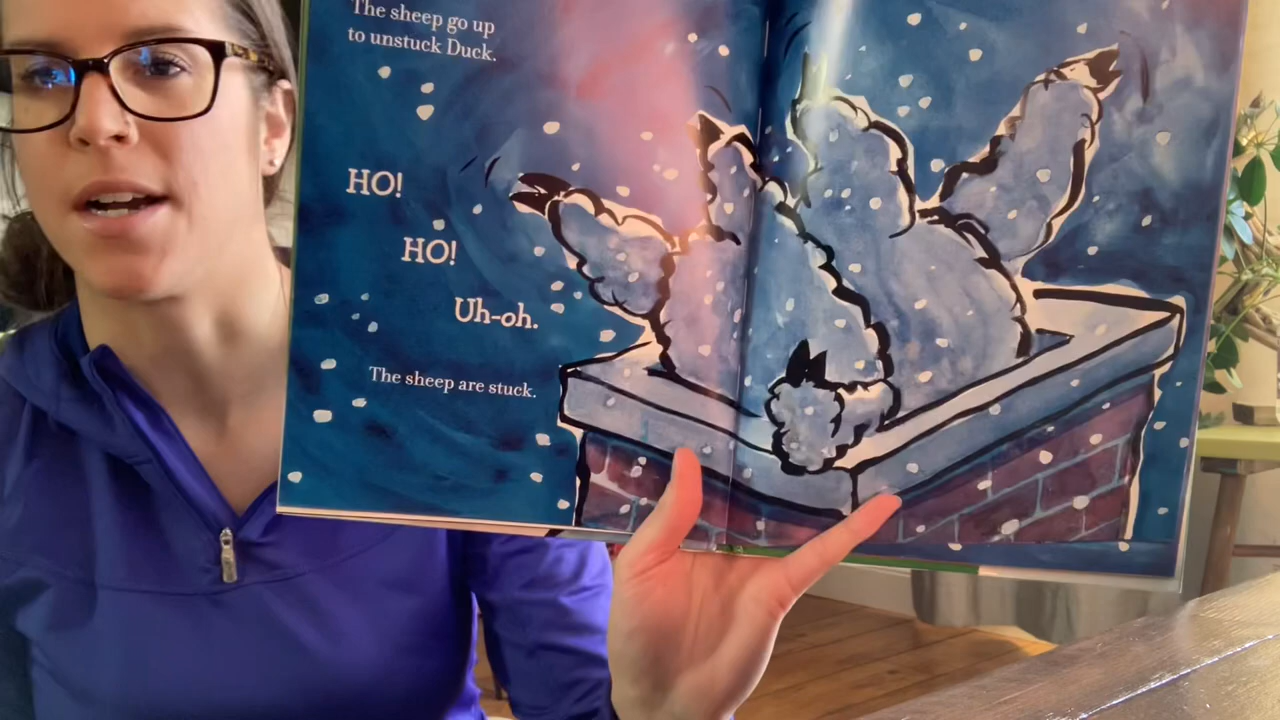 The sheep go up
to unstuck Duck.
HO!
HO!
Uh-oh.
The sheep are stuck.